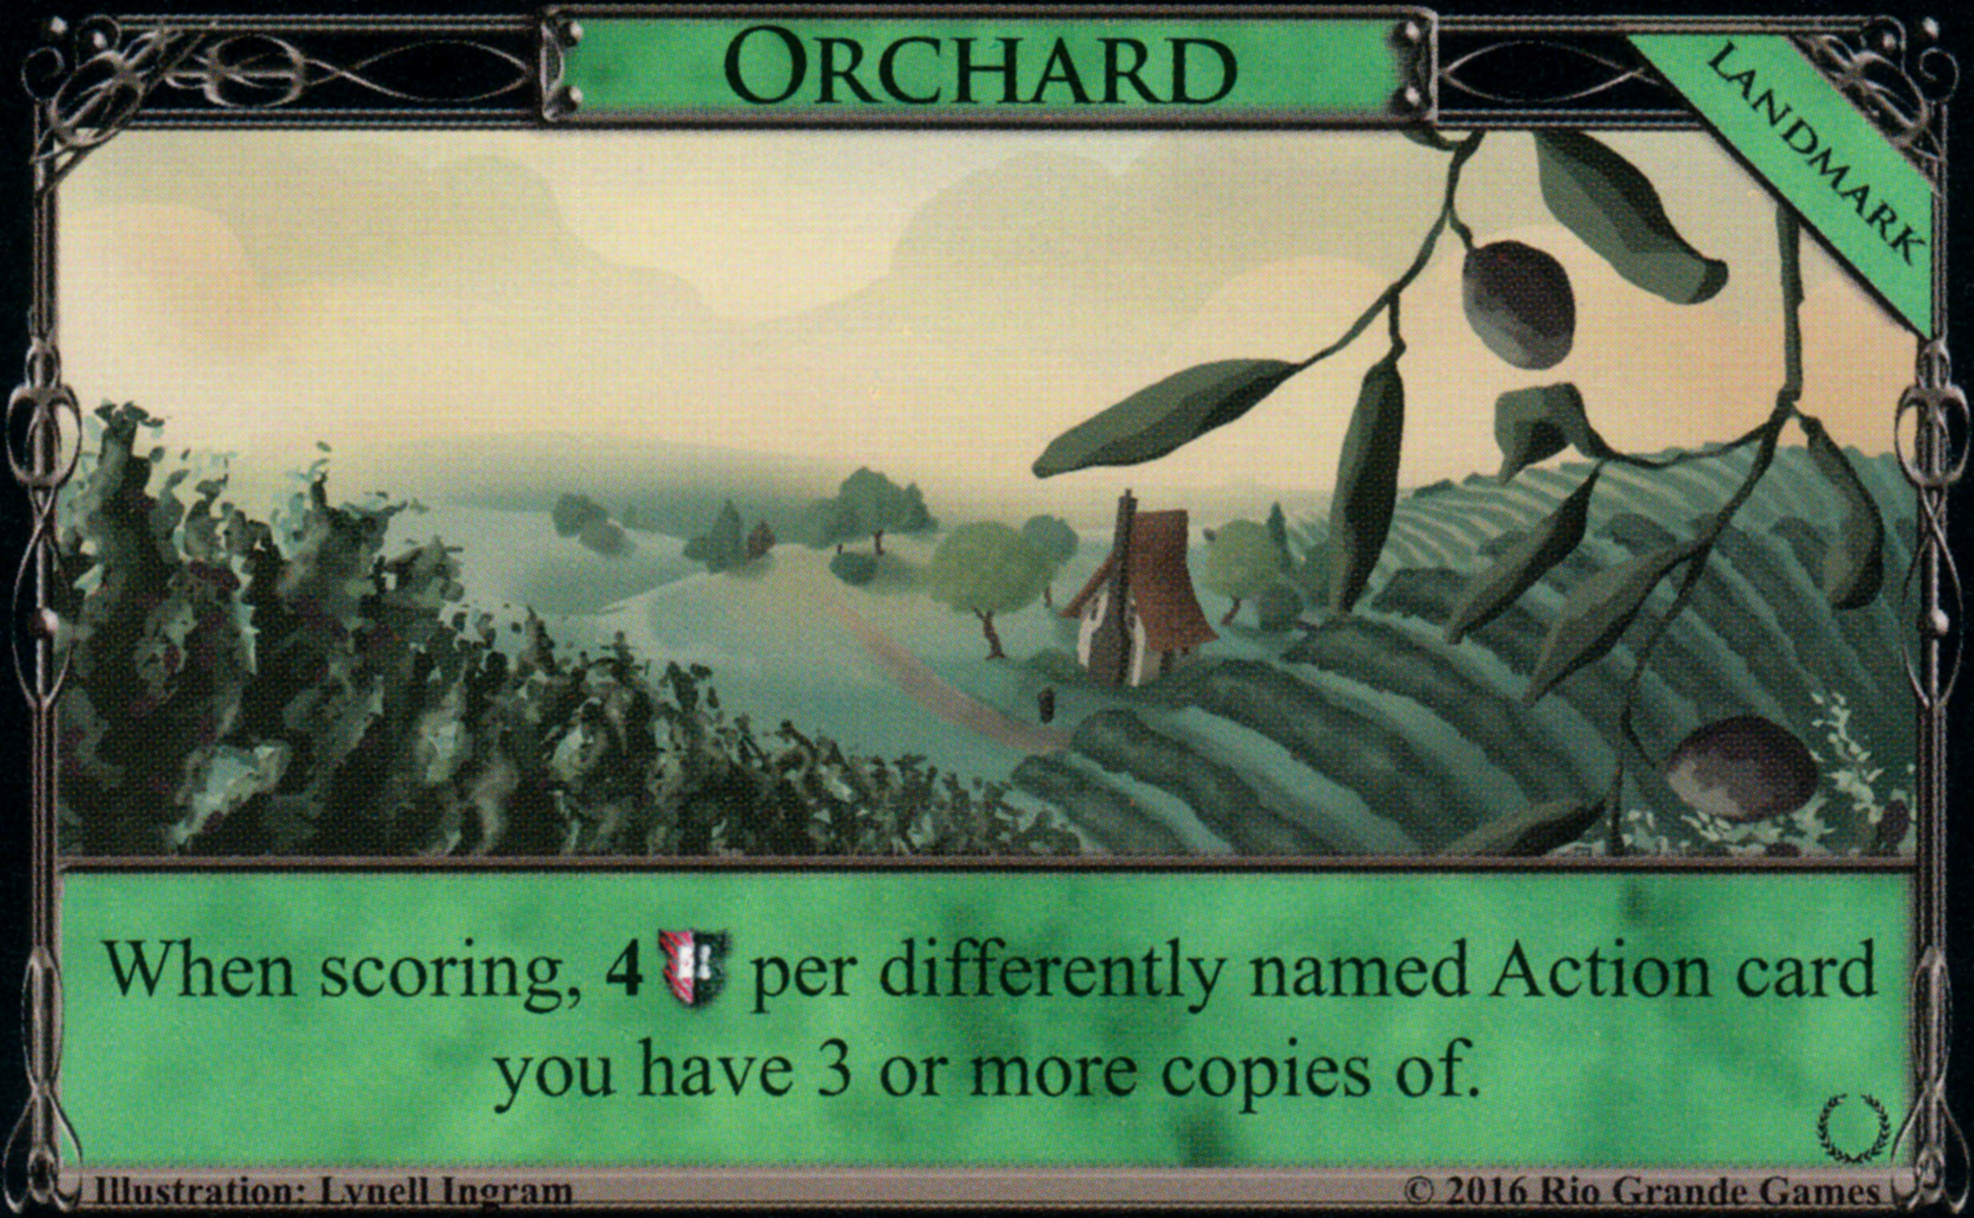 ORCHARD
LANDMARK
When scoring, 4 per differently named Action card
you have 3 or more copies of.
Illustration: Lynell Ingram
© 2016 Rio Grande Games